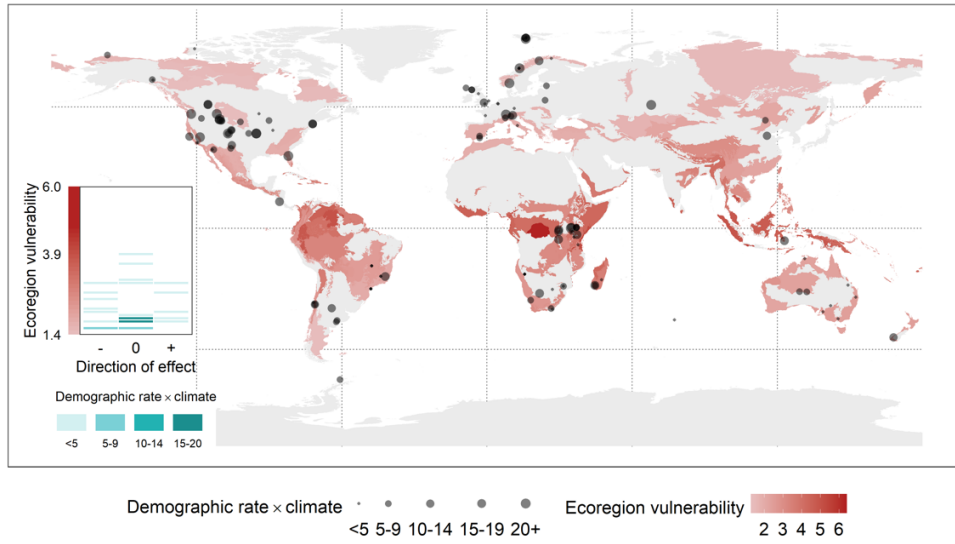 6.0
3.9
1.4
Ecoregion vulnerability
- 0 +
Direction of effect
Demographic rate × climate
<5 5-9 10-14 15-20
Demographic rate × climate
<5 5-9 10-14 15-19 20+
Ecoregion vulnerability
2 3 4 5 6